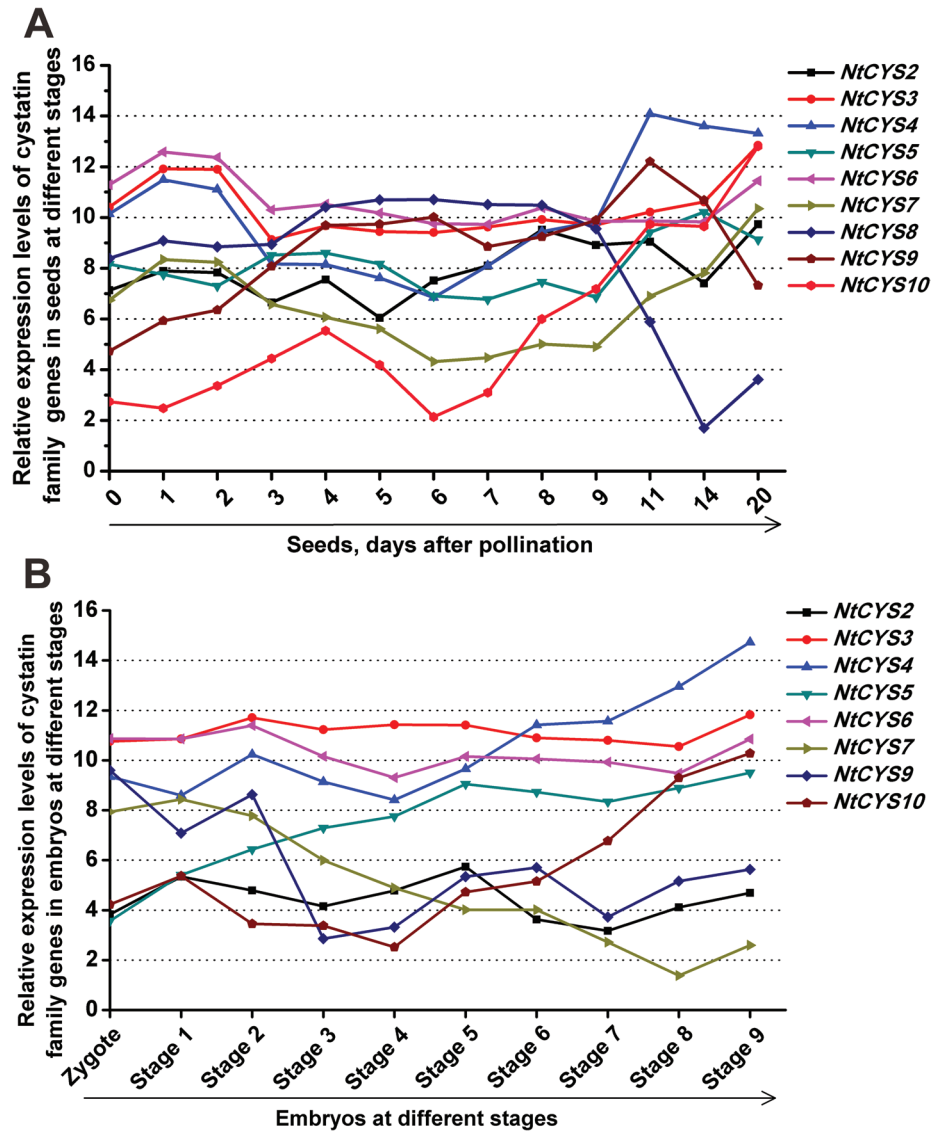 A
Relative expression levels of cystatin
family genes in seeds at different stages
16
14
12
10
8
6
4
2
0
0 1 2 3 4 5 6 7 8 9 11 14 20
Seeds, days after pollination
NtCYS2
NtCYS3
NtCYS4
NtCYS5
NtCYS6
NtCYS7
NtCYS8
NtCYS9
NtCYS10
B
Relative expression levels of cystatin
family genes in embryos at different stages
16
14
12
10
8
6
4
2
0
Zygote Stage 1 Stage 2 Stage 3 Stage 4 Stage 5 Stage 6 Stage 7 Stage 8 Stage 9
Embryos at different stages
NtCYS2
NtCYS3
NtCYS4
NtCYS5
NtCYS6
NtCYS7
NtCYS9
NtCYS10